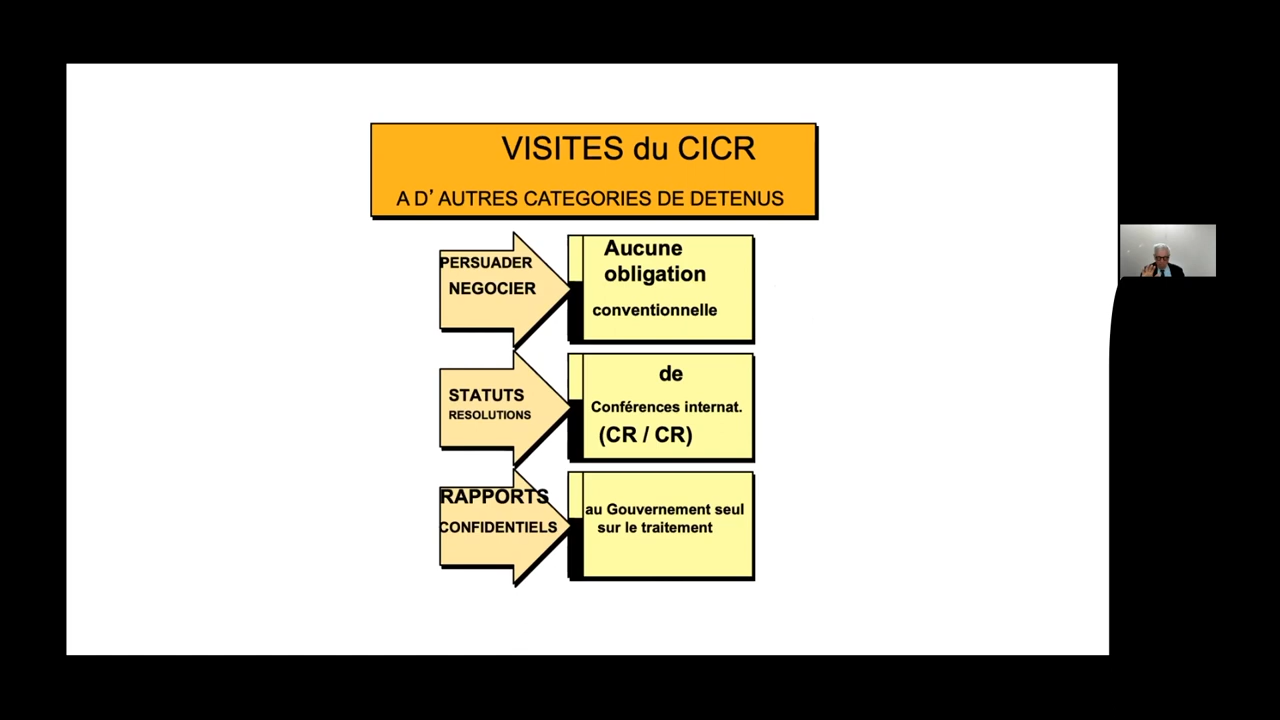 VISITES du CICR
A D’ AUTRES CATEGORIES DE DETENUS
PERSUADER
NEGOCIER
Aucune
obligation
conventionnelle
STATUTS
RESOLUTIONS
de
Conférences internat.
(CR / CR)
RAPPORTS
CONFIDENTIELS
au Gouvernement seul
sur le traitement